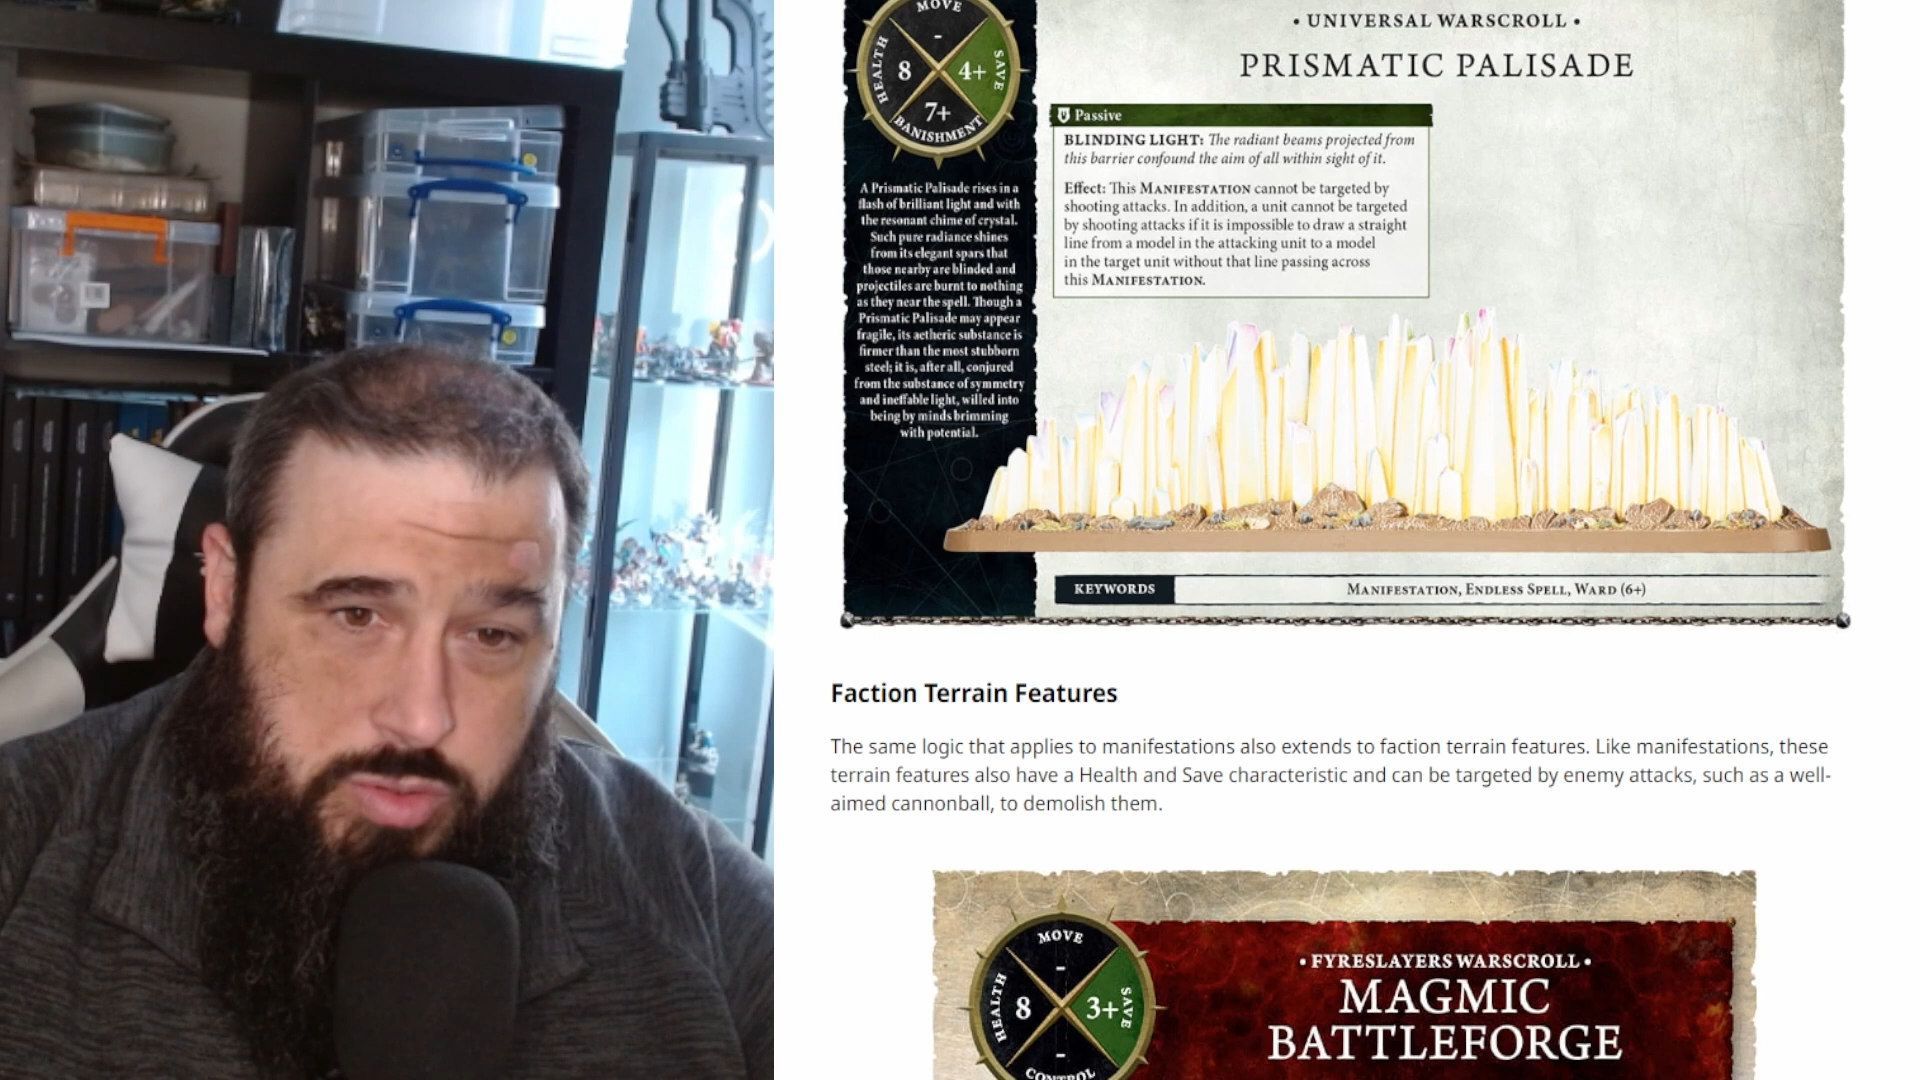 MOVE
-
HEALTH
8
4+
SAVE
7+
BANISHMENT
A Prismatic Palisade rises in a
flash of brilliant light and with
the resonant chime of crystal.
Such pure radiance shines
from its elegant spars that
those nearby are blinded and
projectiles are burnt to nothing
as they near the spell. Though a
Prismatic Palisade may appear
fragile, its aetheric substance is
firmer than the most stubborn
steel; it is, after all, conjured
from the substance of symmetry
and ineffable light, willed into
being by minds brimming
with potential.
• UNIVERSAL WARSCROLL •
PRISMATIC PALISADE
Passive
BLINDING LIGHT: The radiant beams projected from
this barrier confound the aim of all within sight of it.
Effect: This MANIFESTATION cannot be targeted by
shooting attacks. In addition, a unit cannot be targeted
by shooting attacks if it is impossible to draw a straight
line from a model in the attacking unit to a model
in the target unit without that line passing across
this MANIFESTATION.
KEYWORDS
MANIFESTATION, ENDLESS SPELL, WARD (6+)
Faction Terrain Features
The same logic that applies to manifestations also extends to faction terrain features. Like manifestations, these
terrain features also have a Health and Save characteristic and can be targeted by enemy attacks, such as a well-
aimed cannonball, to demolish them.
MOVE
-
HEALTH
8
3+
SAVE
-
CONTROL
• FYRESLAYERS WARSCROLL •
MAGMIC
BATTLEFORGE